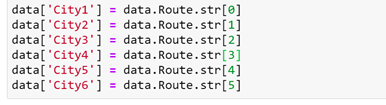 data['City1'] = data.Route.str[0]
data['City2'] = data.Route.str[1]
data['City3'] = data.Route.str[2]
data['City4'] = data.Route.str[3]
data['City5'] = data.Route.str[4]
data['City6'] = data.Route.str[5]